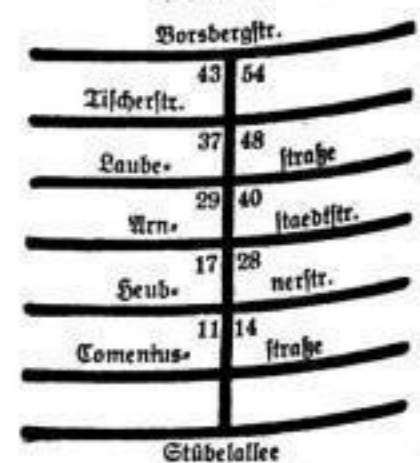 Borsbergstr.
43 54
Tischerstr.
37 48
Laube- straße
29 40
Arn- staedtstr.
17 28
Heub- nerstr.
11 14
Comenius- straße
Stübelallee